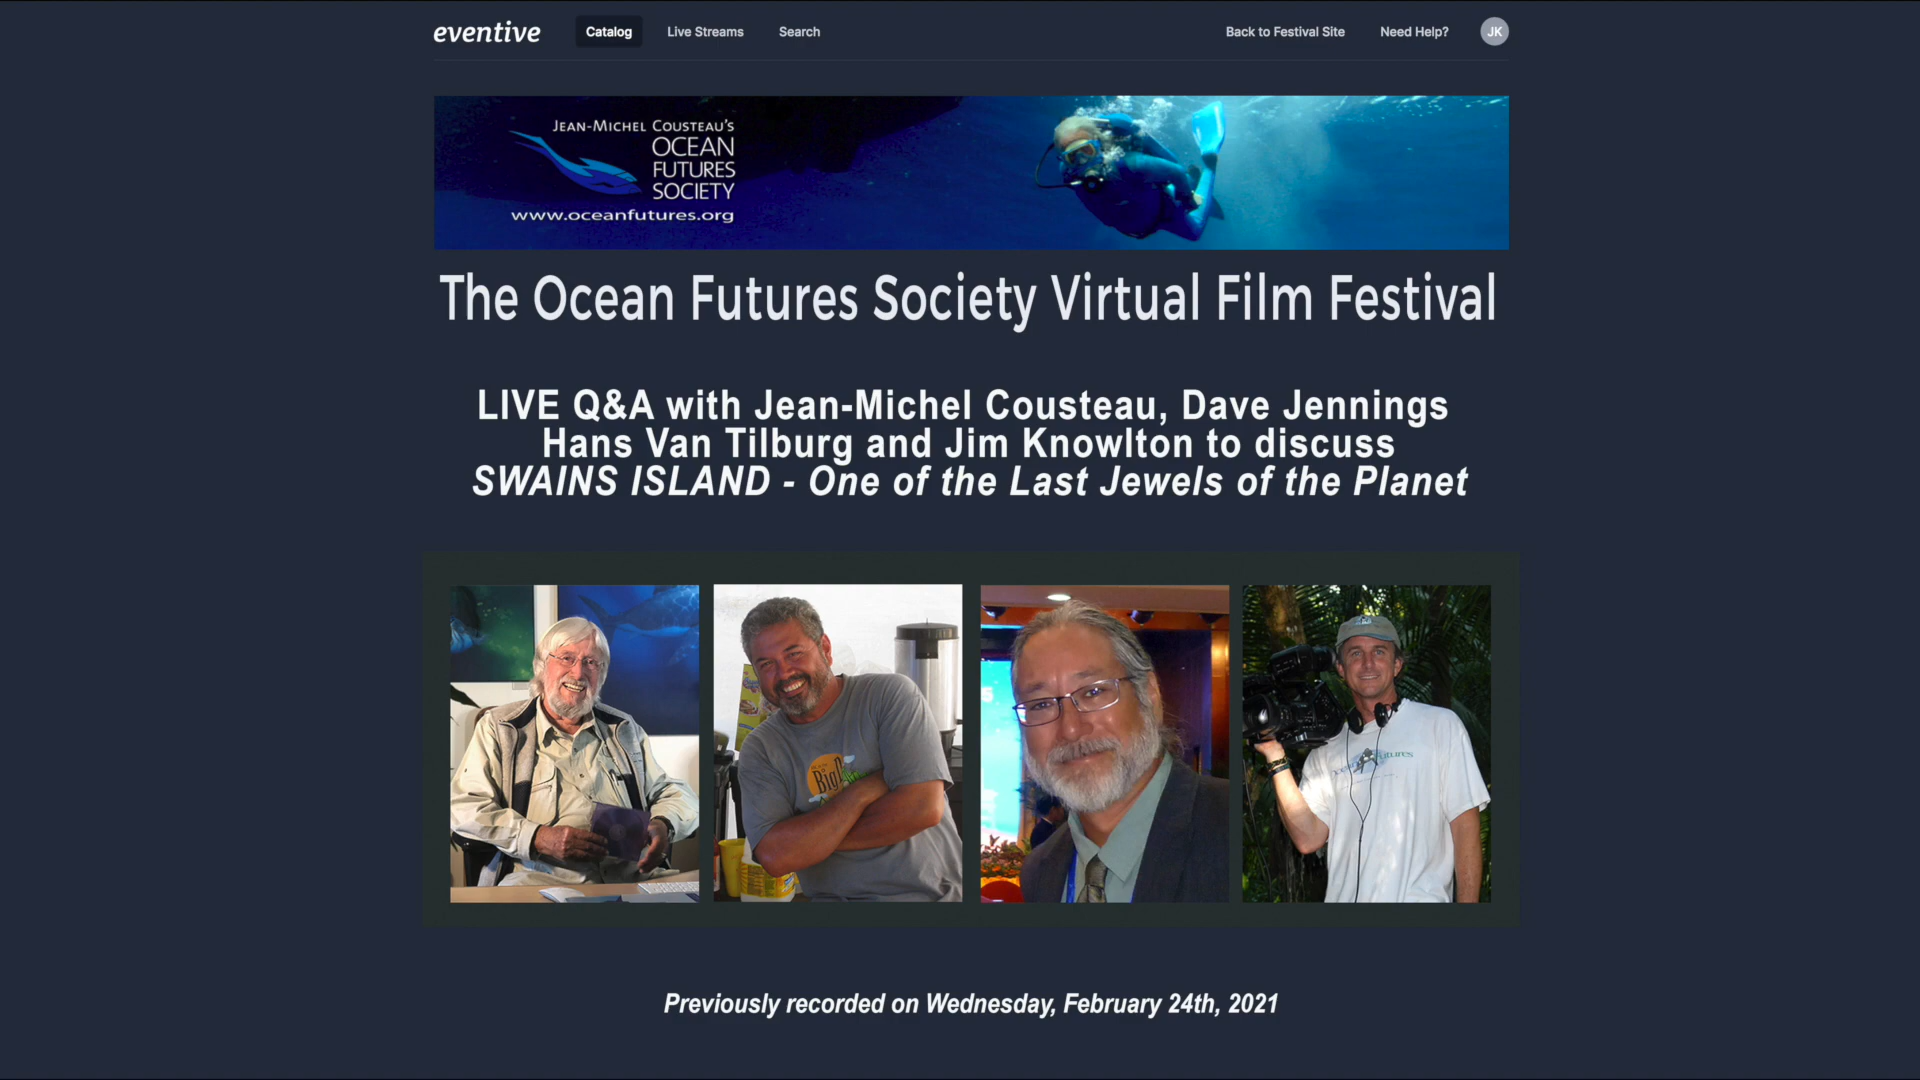 eventive
Catalog
Live Streams
Search
Back to Festival Site
Need Help?
JK
JEAN-MICHEL COUSTEAU'S
OCEAN
FUTURES
SOCIETY
www.oceanfutures.org
The Ocean Futures Society Virtual Film Festival
LIVE Q&A with Jean-Michel Cousteau, Dave Jennings
Hans Van Tilburg and Jim Knowlton to discuss
SWAINS ISLAND - One of the Last Jewels of the Planet
Previously recorded on Wednesday, February 24th, 2021